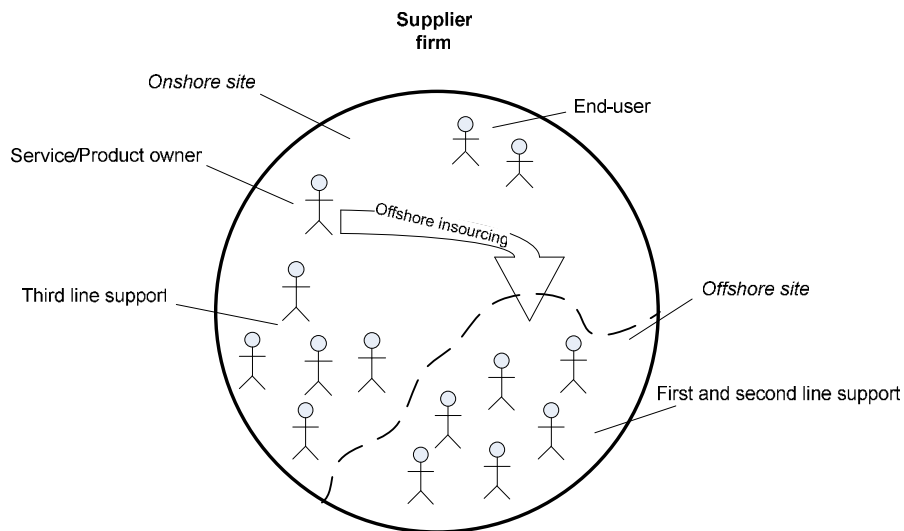 Supplier
firm
Onshore site
End-user
Service/Product owner
Offshore insourcing
Third line support
Offshore site
First and second line support